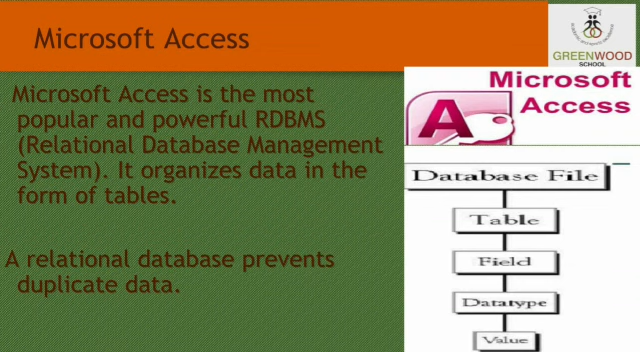 Microsoft Access
GREENWOOD
SCHOOL
Microsoft Access is the most
popular and powerful RDBMS
(Relational Database Management
System). It organizes data in the
form of tables.
A relational database prevents
duplicate data.
Microsoft
Access
A
Database File
Table
Field
Datatype
Value